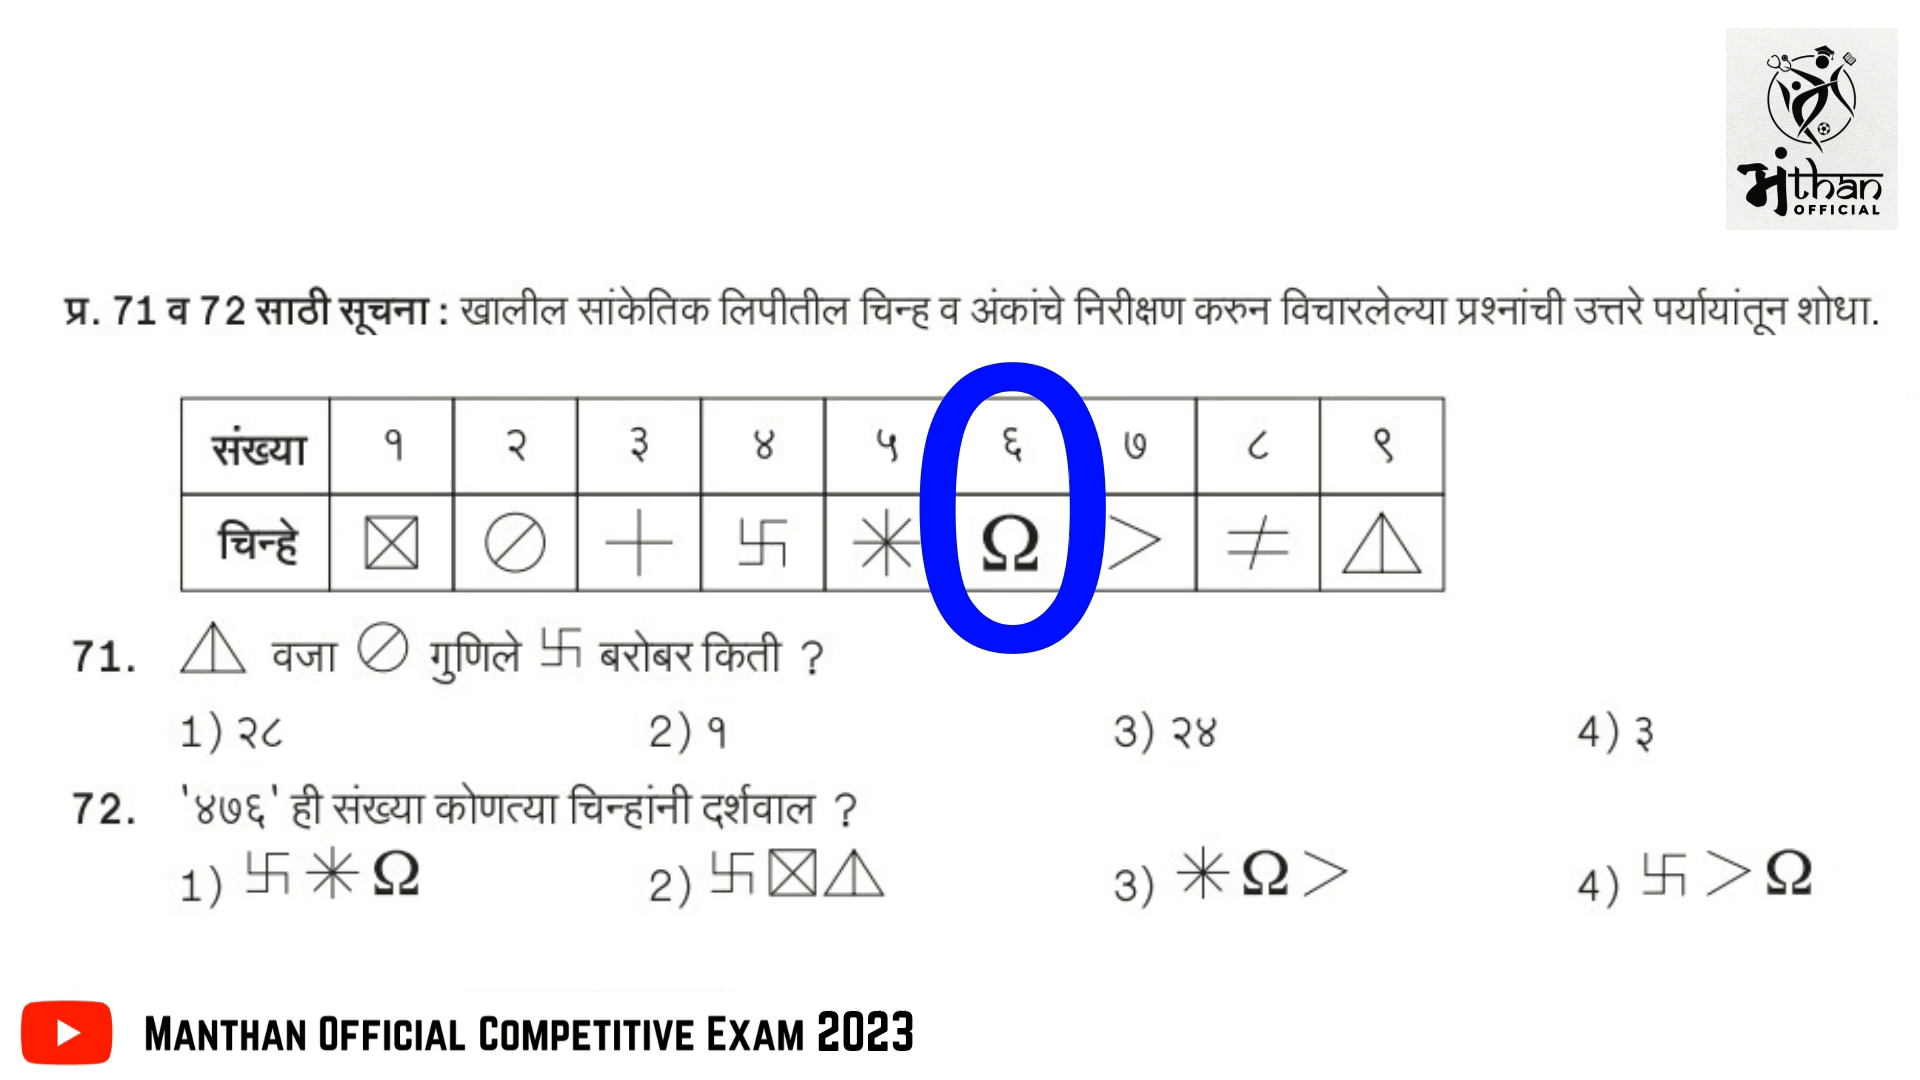 मंthan
OFFICIAL
प्र. 71 व 72 साठी सूचना : खालील सांकेतिक लिपीतील चिन्ह व अंकांचे निरीक्षण करुन विचारलेल्या प्रश्नांची उत्तरे पर्यायांतून शोधा.
संख्या १ २ ३ ४ ५ ६ ७ ८ ९
चिन्हे ☒ ⊘ + 卐 ✳ Ω > ≠ ◮
71. ◮ वजा ⊘ गुणिले 卐 बरोबर किती ?
1) २८ 2) १ 3) २४ 4) ३
72. '४७६' ही संख्या कोणत्या चिन्हांनी दर्शवाल ?
1) 卐 ✳ Ω 2) 卐 ☒ ◮ 3) ✳ Ω > 4) 卐 > Ω
MANTHAN OFFICIAL COMPETITIVE EXAM 2023